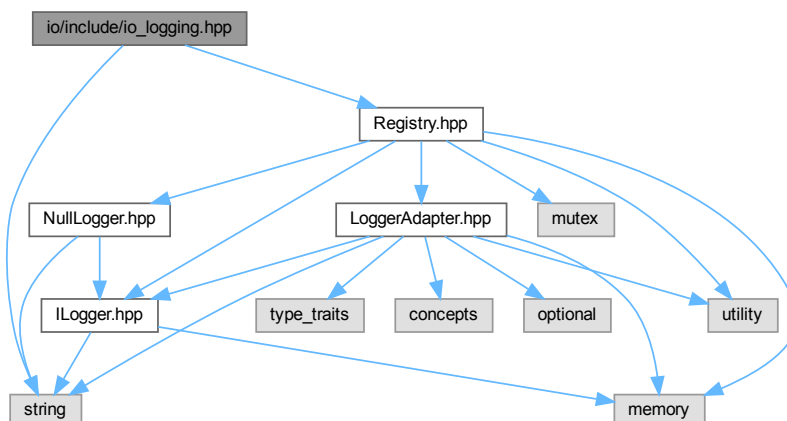 io/include/io_logging.hpp
Registry.hpp
NullLogger.hpp
LoggerAdapter.hpp
mutex
ILogger.hpp
type_traits
concepts
optional
utility
string
memory